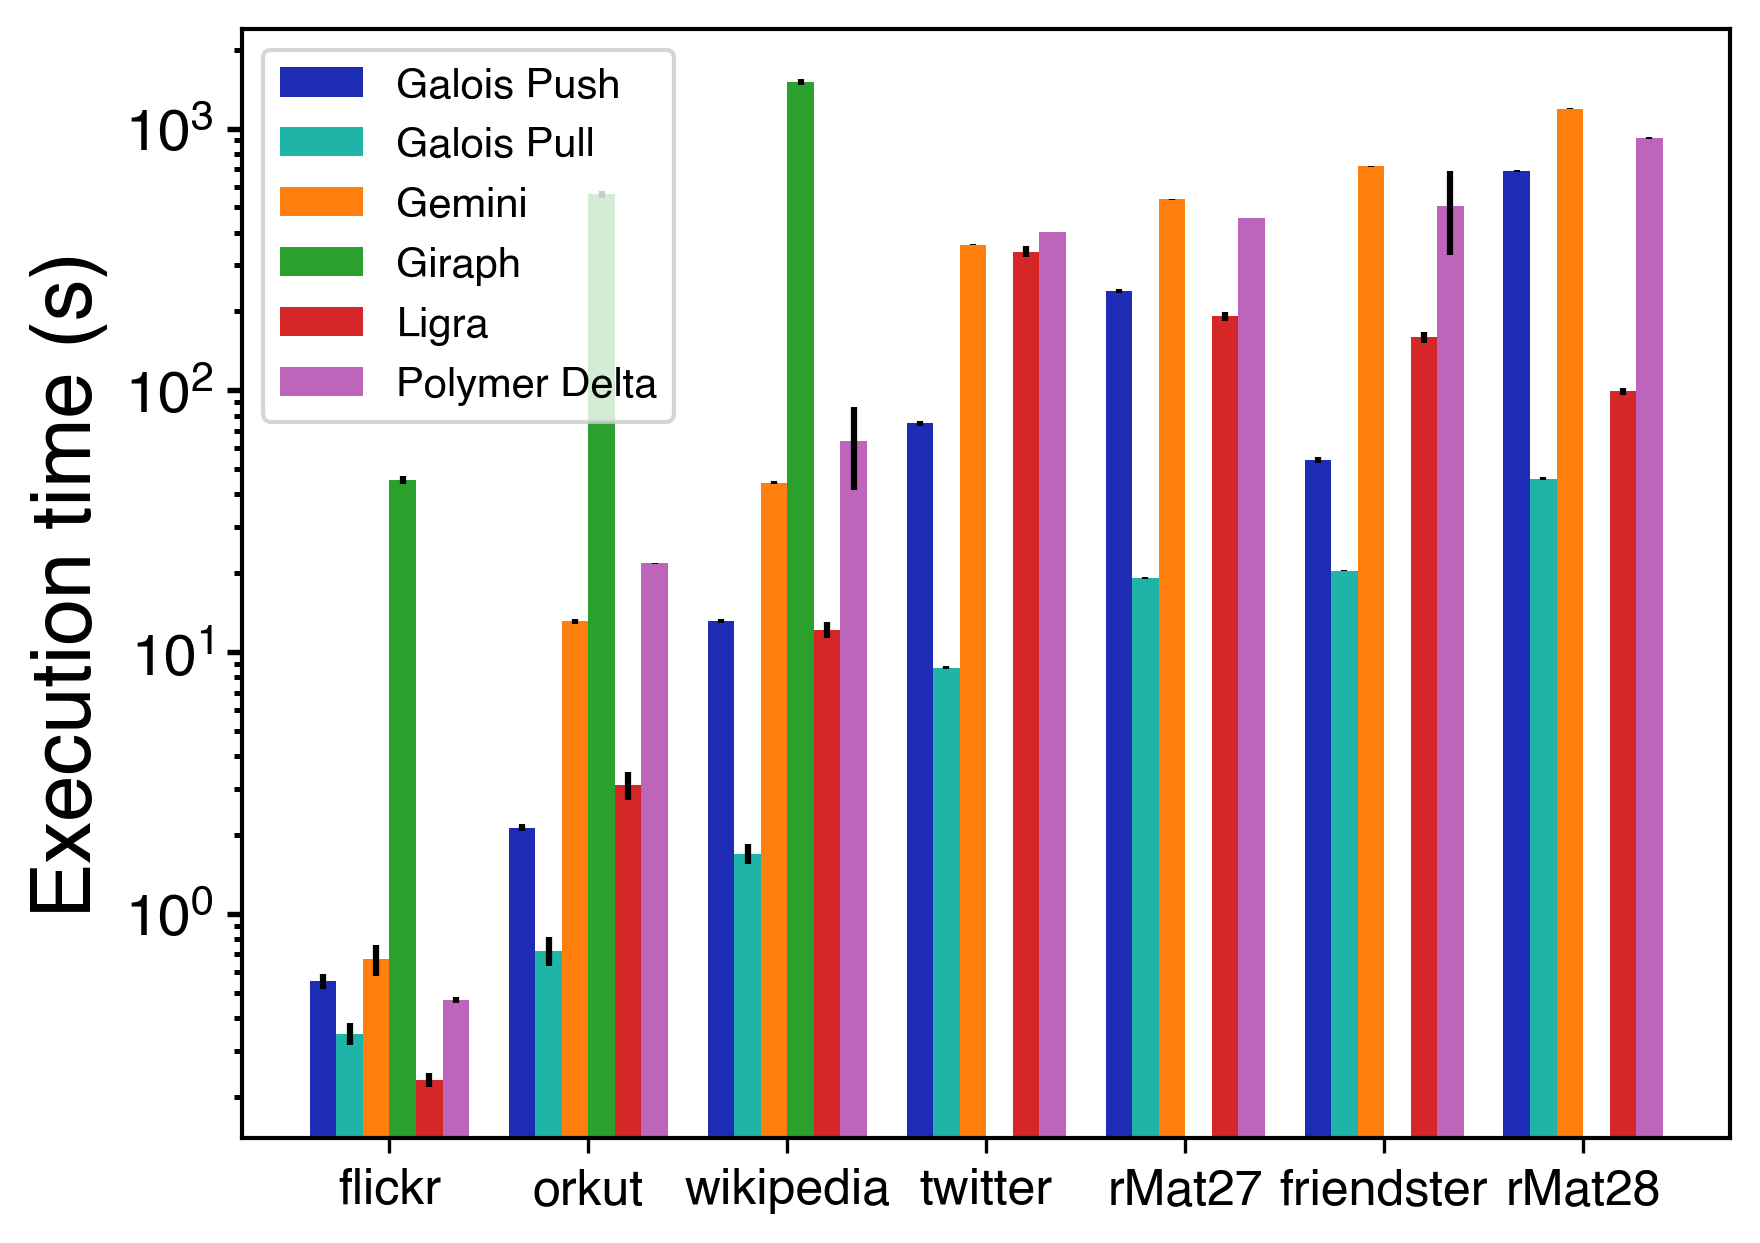 Execution time (s)
10³
10²
10¹
10⁰
Galois Push
Galois Pull
Gemini
Giraph
Ligra
Polymer Delta
flickr orkut wikipedia twitter rMat27 friendster rMat28